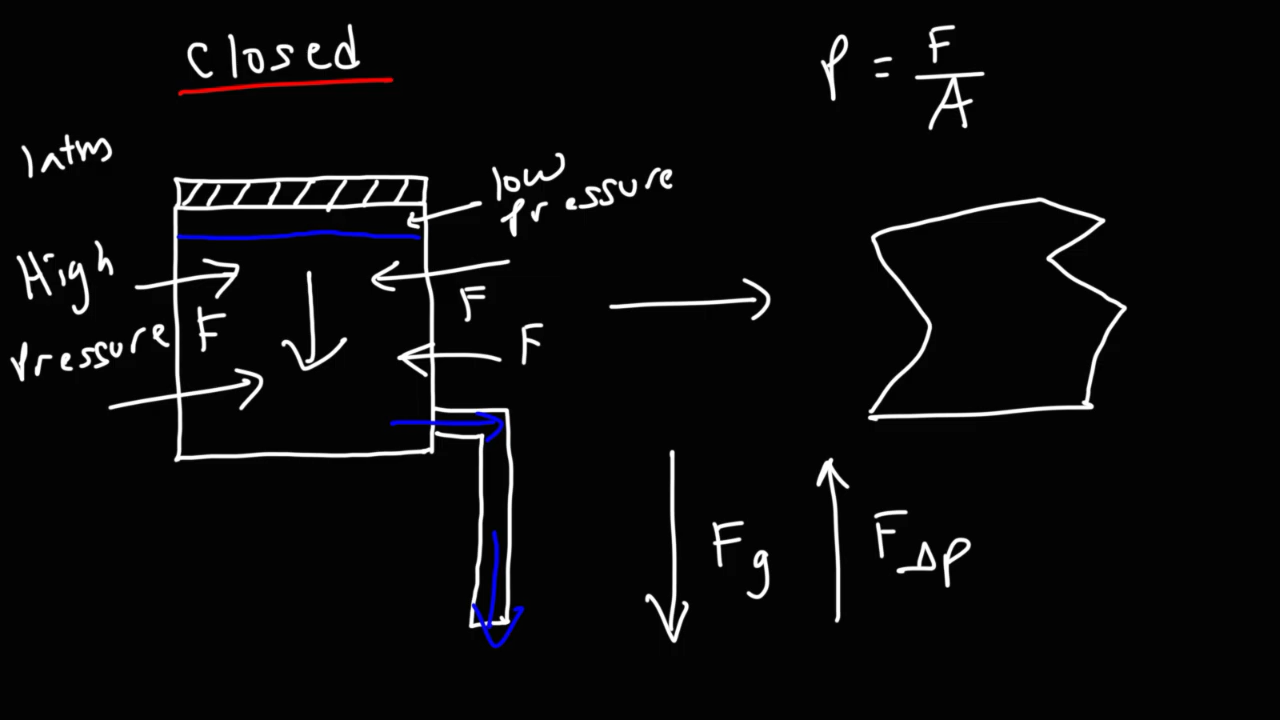 Closed
P = F/A
1atm
low
pressure
High
pressure
F
F
F
Fg
FΔP